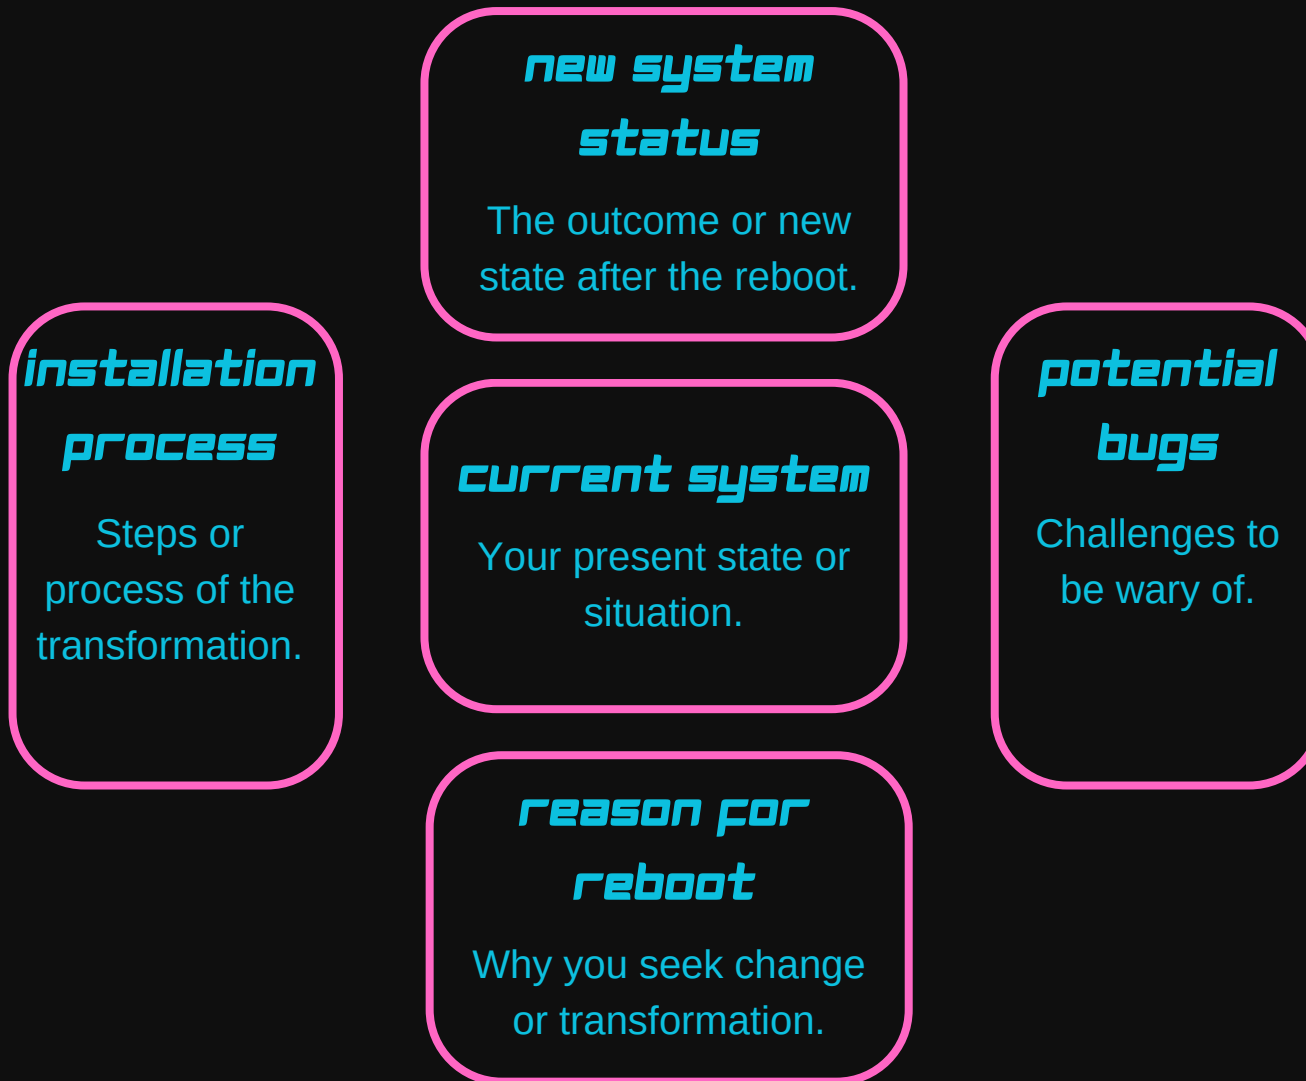 new system
status
The outcome or new
state after the reboot.
installation
process
Steps or
process of the
transformation.
current system
Your present state or
situation.
potential
bugs
Challenges to
be wary of.
reason for
reboot
Why you seek change
or transformation.